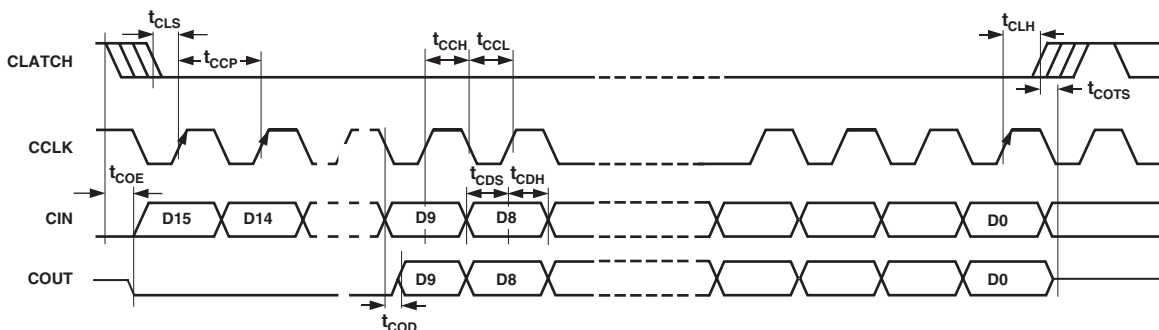 tCLS
tCCH
tCCL
tCLH
CLATCH
tCCP
tCOTS
CCLK
tCOE
tCDS
tCDH
CIN
D15
D14
D9
D8
D0
COUT
D9
D8
D0
tCOD